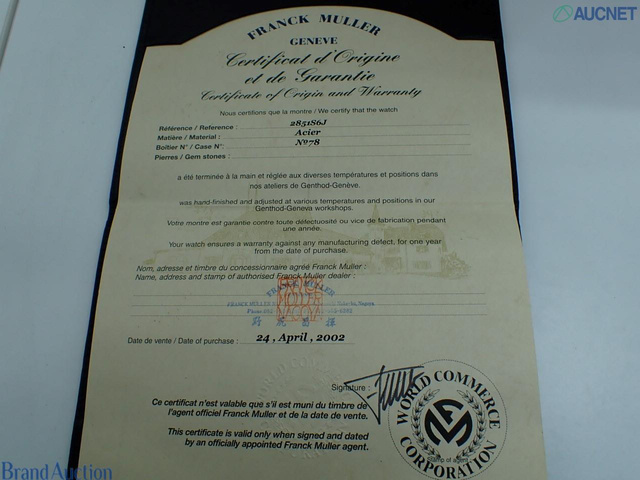 AUCNET
FRANCK MULLER
GENEVE
Certificat d'Origine
et de Garantie
Certificate of Origin and Warranty
Nous certifions que la montre / We certify that the watch
Référence / Reference : 2851S6J
Matière / Material : Acier
Boîtier N° / Case N°: Nº78
Pierres / Gem stones :
a été terminée à la main et réglée aux diverses températures et positions dans
nos ateliers de Genthod-Genève.
was hand-finished and adjusted at various temperatures and positions in our
Genthod-Geneva workshops.
Votre montre est garantie contre toute défectuosité ou vice de fabrication pendant
une année.
Your watch ensures a warranty against any manufacturing defect, for one year
from the date of purchase.
Nom, adresse et timbre du concessionnaire agréé Franck Muller :
Name, address and stamp of authorised Franck Muller dealer :
FRANCK MULLER
FRANCK MULLER
Date de vente / Date of purchase : 24 , April , 2002
Signature :
Ce certificat n'est valable que s'il est muni du timbre de
l'agent officiel Franck Muller et de la date de vente.
This certificate is valid only when signed and dated
by an officially appointed Franck Muller agent.
WORLD COMMERCE
CORPORATION
Brand Auction